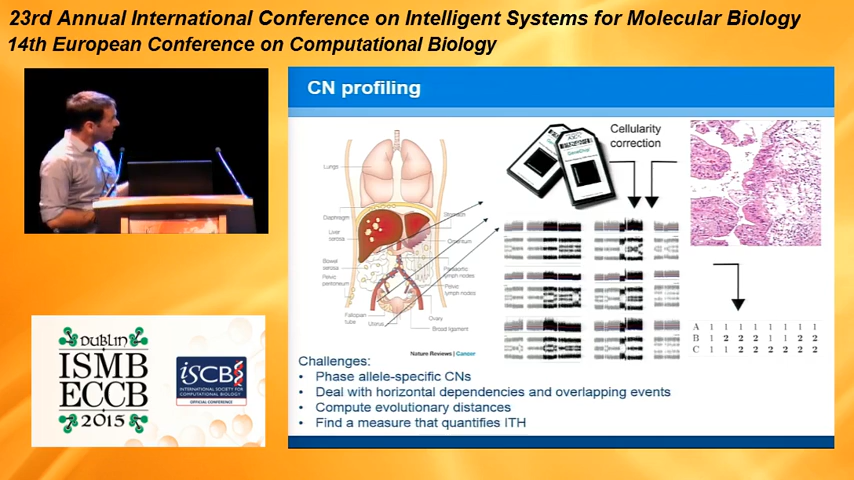 23rd Annual International Conference on Intelligent Systems for Molecular Biology
14th European Conference on Computational Biology
CN profiling
Cellularity
correction
Lungs
Diaphragm
Liver
serosa
Bowel
serosa
Pelvic
peritoneum
Fallopian
tube
Uterus
Stomach
Omentum
Paraaortic
lymph nodes
Pelvic
lymph nodes
Ovary
Broad ligament
Nature Reviews | Cancer
A 1 1 1 1 1 1 1 1
B 1 2 2 2 1 1 2 2
C 1 1 2 2 2 2 2 2
Challenges:
• Phase allele-specific CNs
• Deal with horizontal dependencies and overlapping events
• Compute evolutionary distances
• Find a measure that quantifies ITH
DUBLIN
ISMB
ECCB
2015
ISCB
INTERNATIONAL SOCIETY FOR
COMPUTATIONAL BIOLOGY
OFFICIAL CONFERENCE